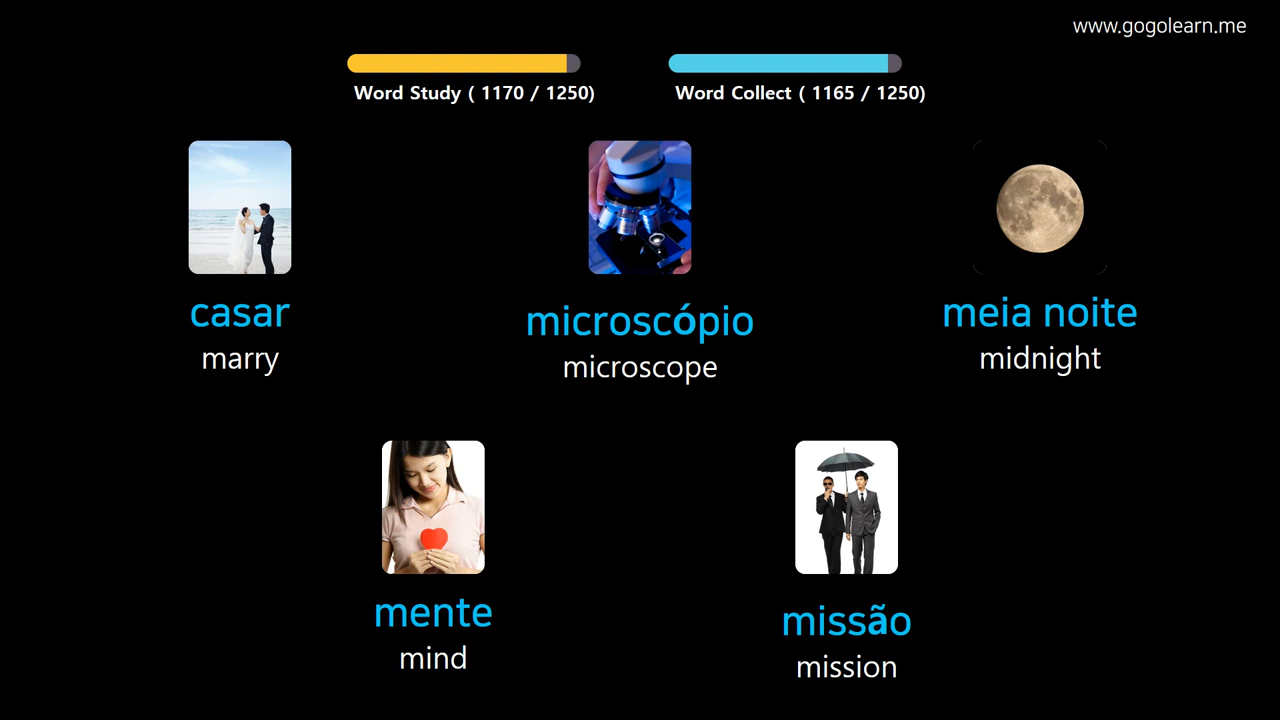 www.gogolearn.me
Word Study ( 1170 / 1250)
Word Collect ( 1165 / 1250)
casar
marry
microscópio
microscope
meia noite
midnight
mente
mind
missão
mission